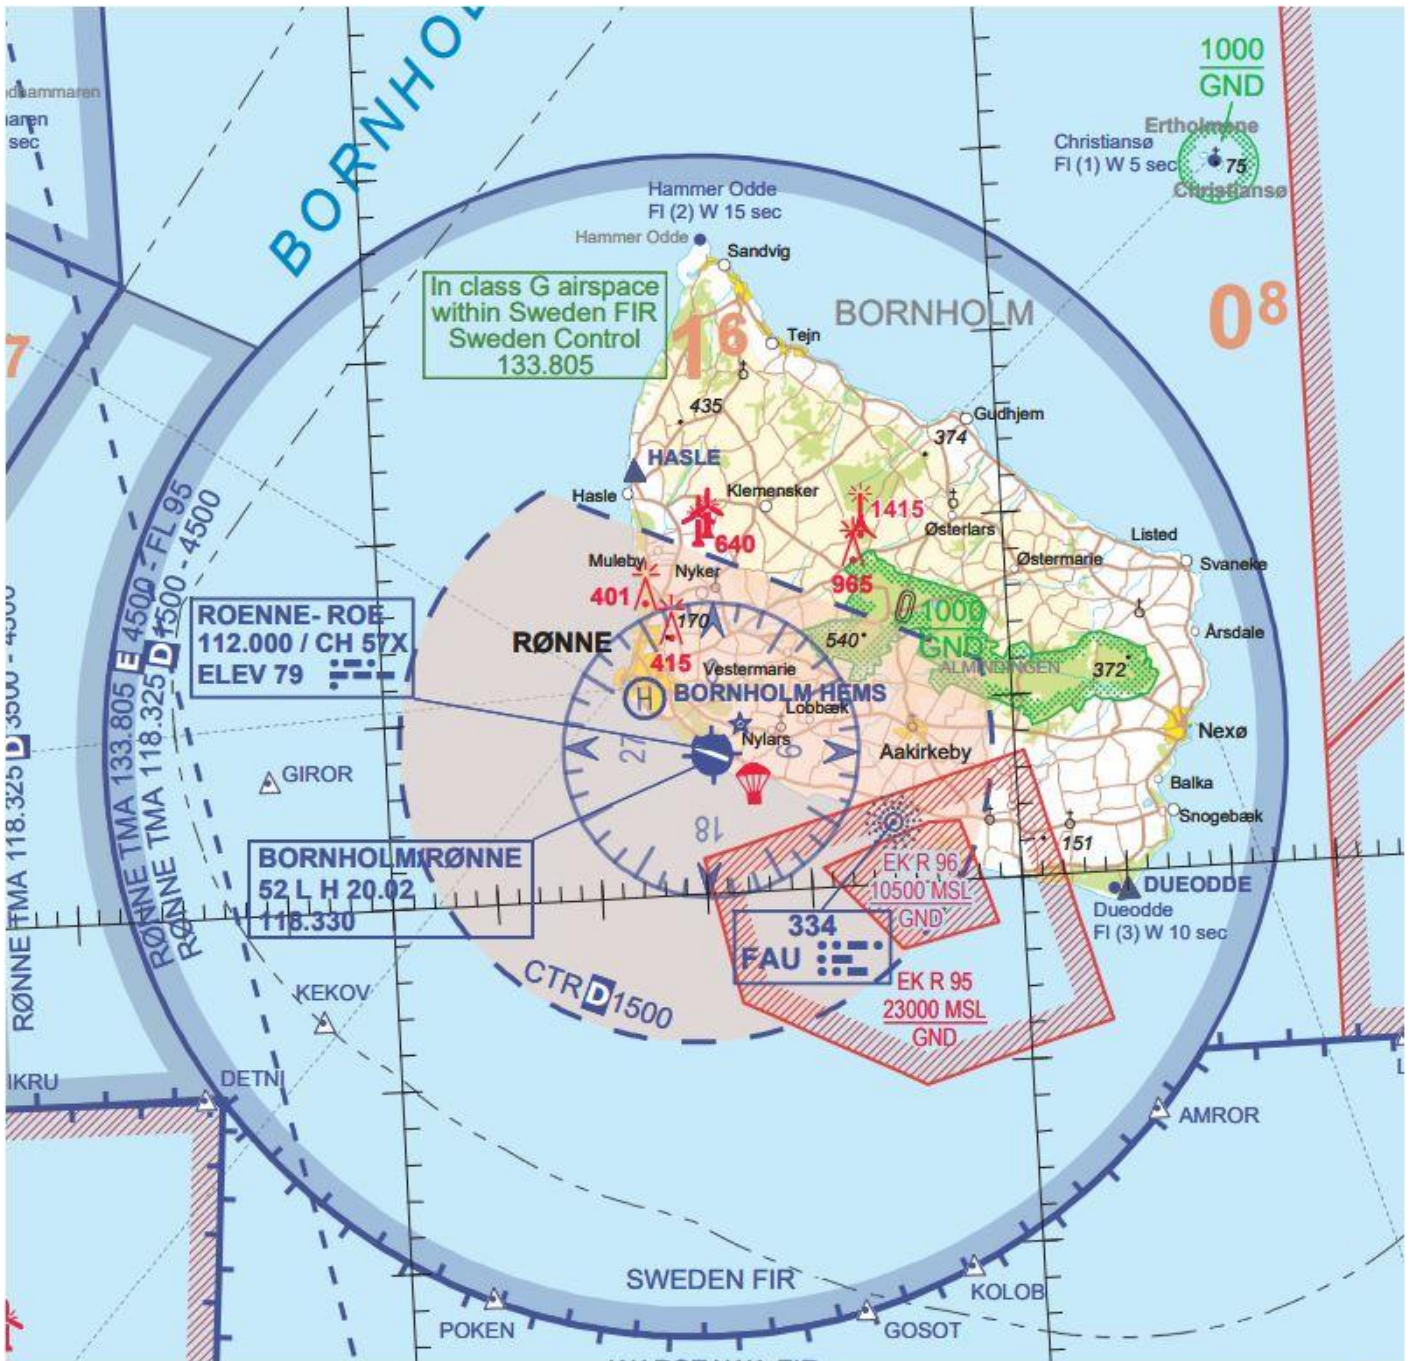 BORNHOL
1000
GND
Ertholmene
Christiansø
Fl (1) W 5 sec
75
Christiansø
dhammaren
aren
sec
Hammer Odde
Fl (2) W 15 sec
Hammer Odde
Sandvig
In class G airspace
within Sweden FIR
Sweden Control
133.805
16
BORNHOLM
08
7
Tejn
435
Gudhjem
374
HASLE
Hasle
Klemensker
1415
Østerlars
640
Listed
Østermarie
Svaneke
Muleby
Nyker
965
401
170
1000
GND
540
Årsdale
ROENNE- ROE
112.000 / CH 57X
ELEV 79
RØNNE
415
Vestermarie
ALMINDINGEN
372
H
BORNHOLM HEMS
Lobbæk
Nylars
Aakirkeby
Nexø
27
9
18
GIROR
Balka
Snogebæk
151
BORNHOLM/RØNNE
52 L H 20.02
118.330
EK R 96
10500 MSL
GND
DUEODDE
Dueodde
Fl (3) W 10 sec
334
FAU
EK R 95
23000 MSL
GND
CTR D 1500
RØNNE TMA 133.805 E 4500 - FL 95
RØNNE TMA 118.325 D 1500 - 4500
RØNNE TMA 118.325 D 3500 - 4500
KEKOV
IKRU
DETNI
AMROR
SWEDEN FIR
KOLOB
POKEN
GOSOT